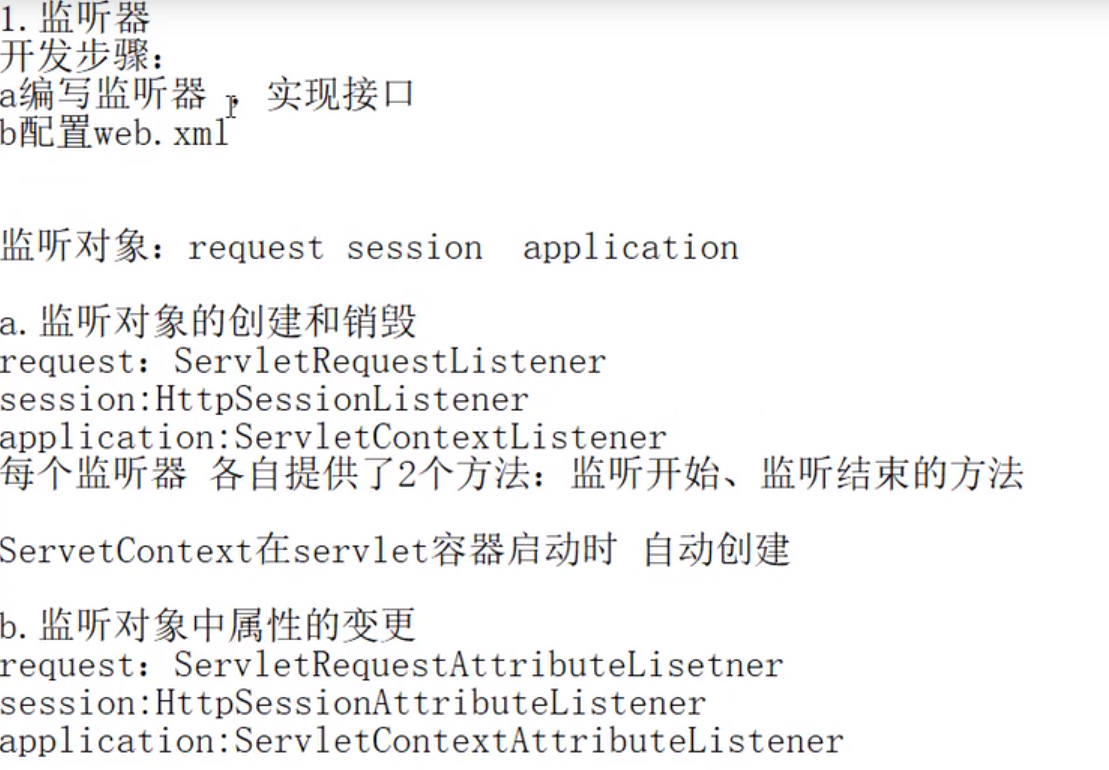 1.监听器
开发步骤：
a编写监听器 ， 实现接口
b配置web.xml
监听对象：request session  application
a.监听对象的创建和销毁
request：ServletRequestListener
session:HttpSessionListener
application:ServletContextListener
每个监听器 各自提供了2个方法：监听开始、监听结束的方法
ServetContext在servlet容器启动时 自动创建
b.监听对象中属性的变更
request：ServletRequestAttributeLisetner
session:HttpSessionAttributeListener
application:ServletContextAttributeListener